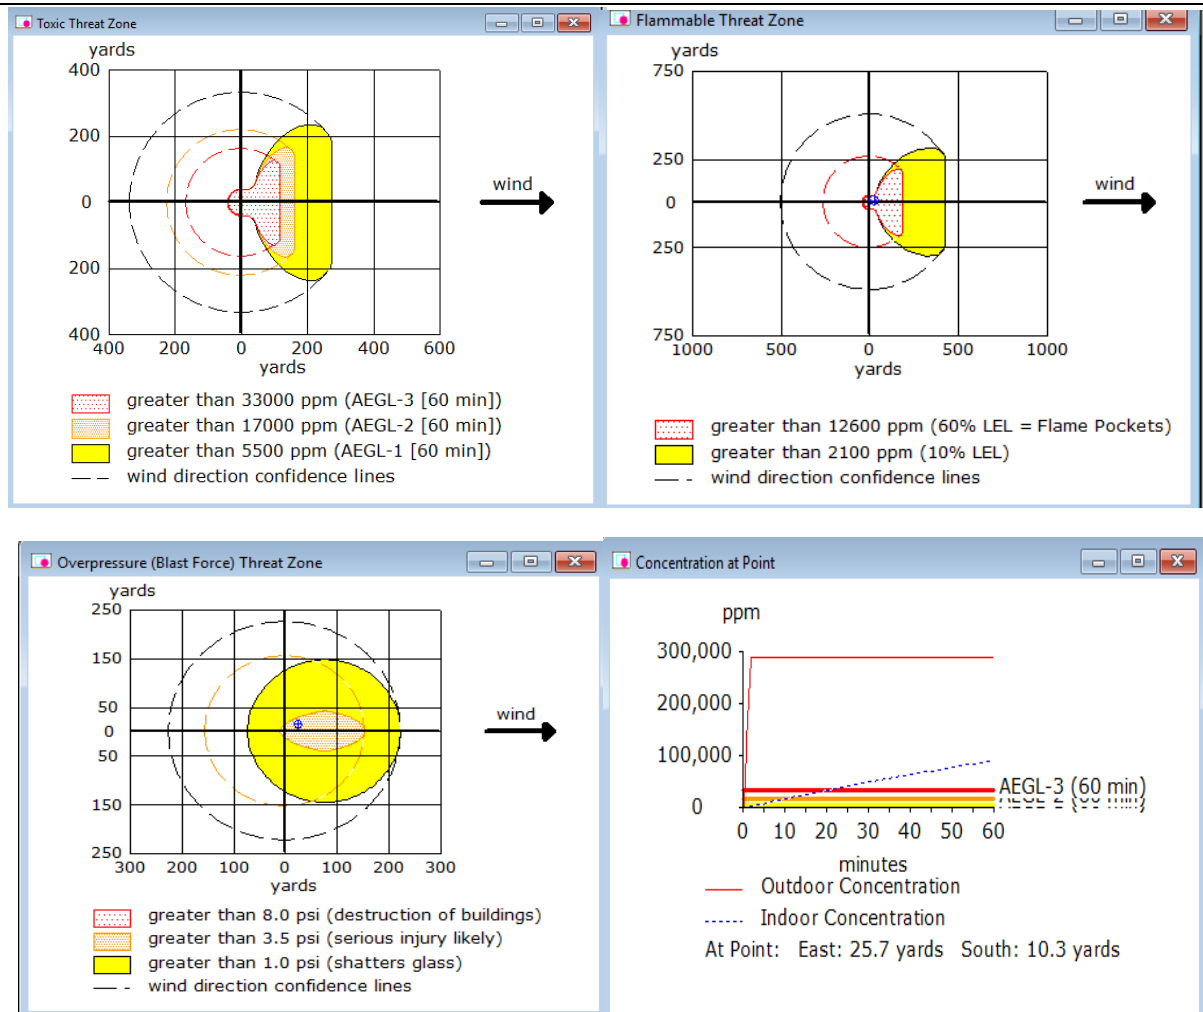 Toxic Threat Zone
yards
400
200
0
200
400
400 200 0 200 400 600
yards
wind
greater than 33000 ppm (AEGL-3 [60 min])
greater than 17000 ppm (AEGL-2 [60 min])
greater than 5500 ppm (AEGL-1 [60 min])
wind direction confidence lines
Flammable Threat Zone
yards
750
250
0
250
750
1000 500 0 500 1000
yards
wind
greater than 12600 ppm (60% LEL = Flame Pockets)
greater than 2100 ppm (10% LEL)
wind direction confidence lines
Overpressure (Blast Force) Threat Zone
yards
250
150
50
0
50
150
250
300 200 100 0 100 200 300
yards
wind
greater than 8.0 psi (destruction of buildings)
greater than 3.5 psi (serious injury likely)
greater than 1.0 psi (shatters glass)
wind direction confidence lines
Concentration at Point
ppm
300,000
200,000
100,000
0
AEGL-3 (60 min)
0 10 20 30 40 50 60
minutes
Outdoor Concentration
Indoor Concentration
At Point: East: 25.7 yards South: 10.3 yards